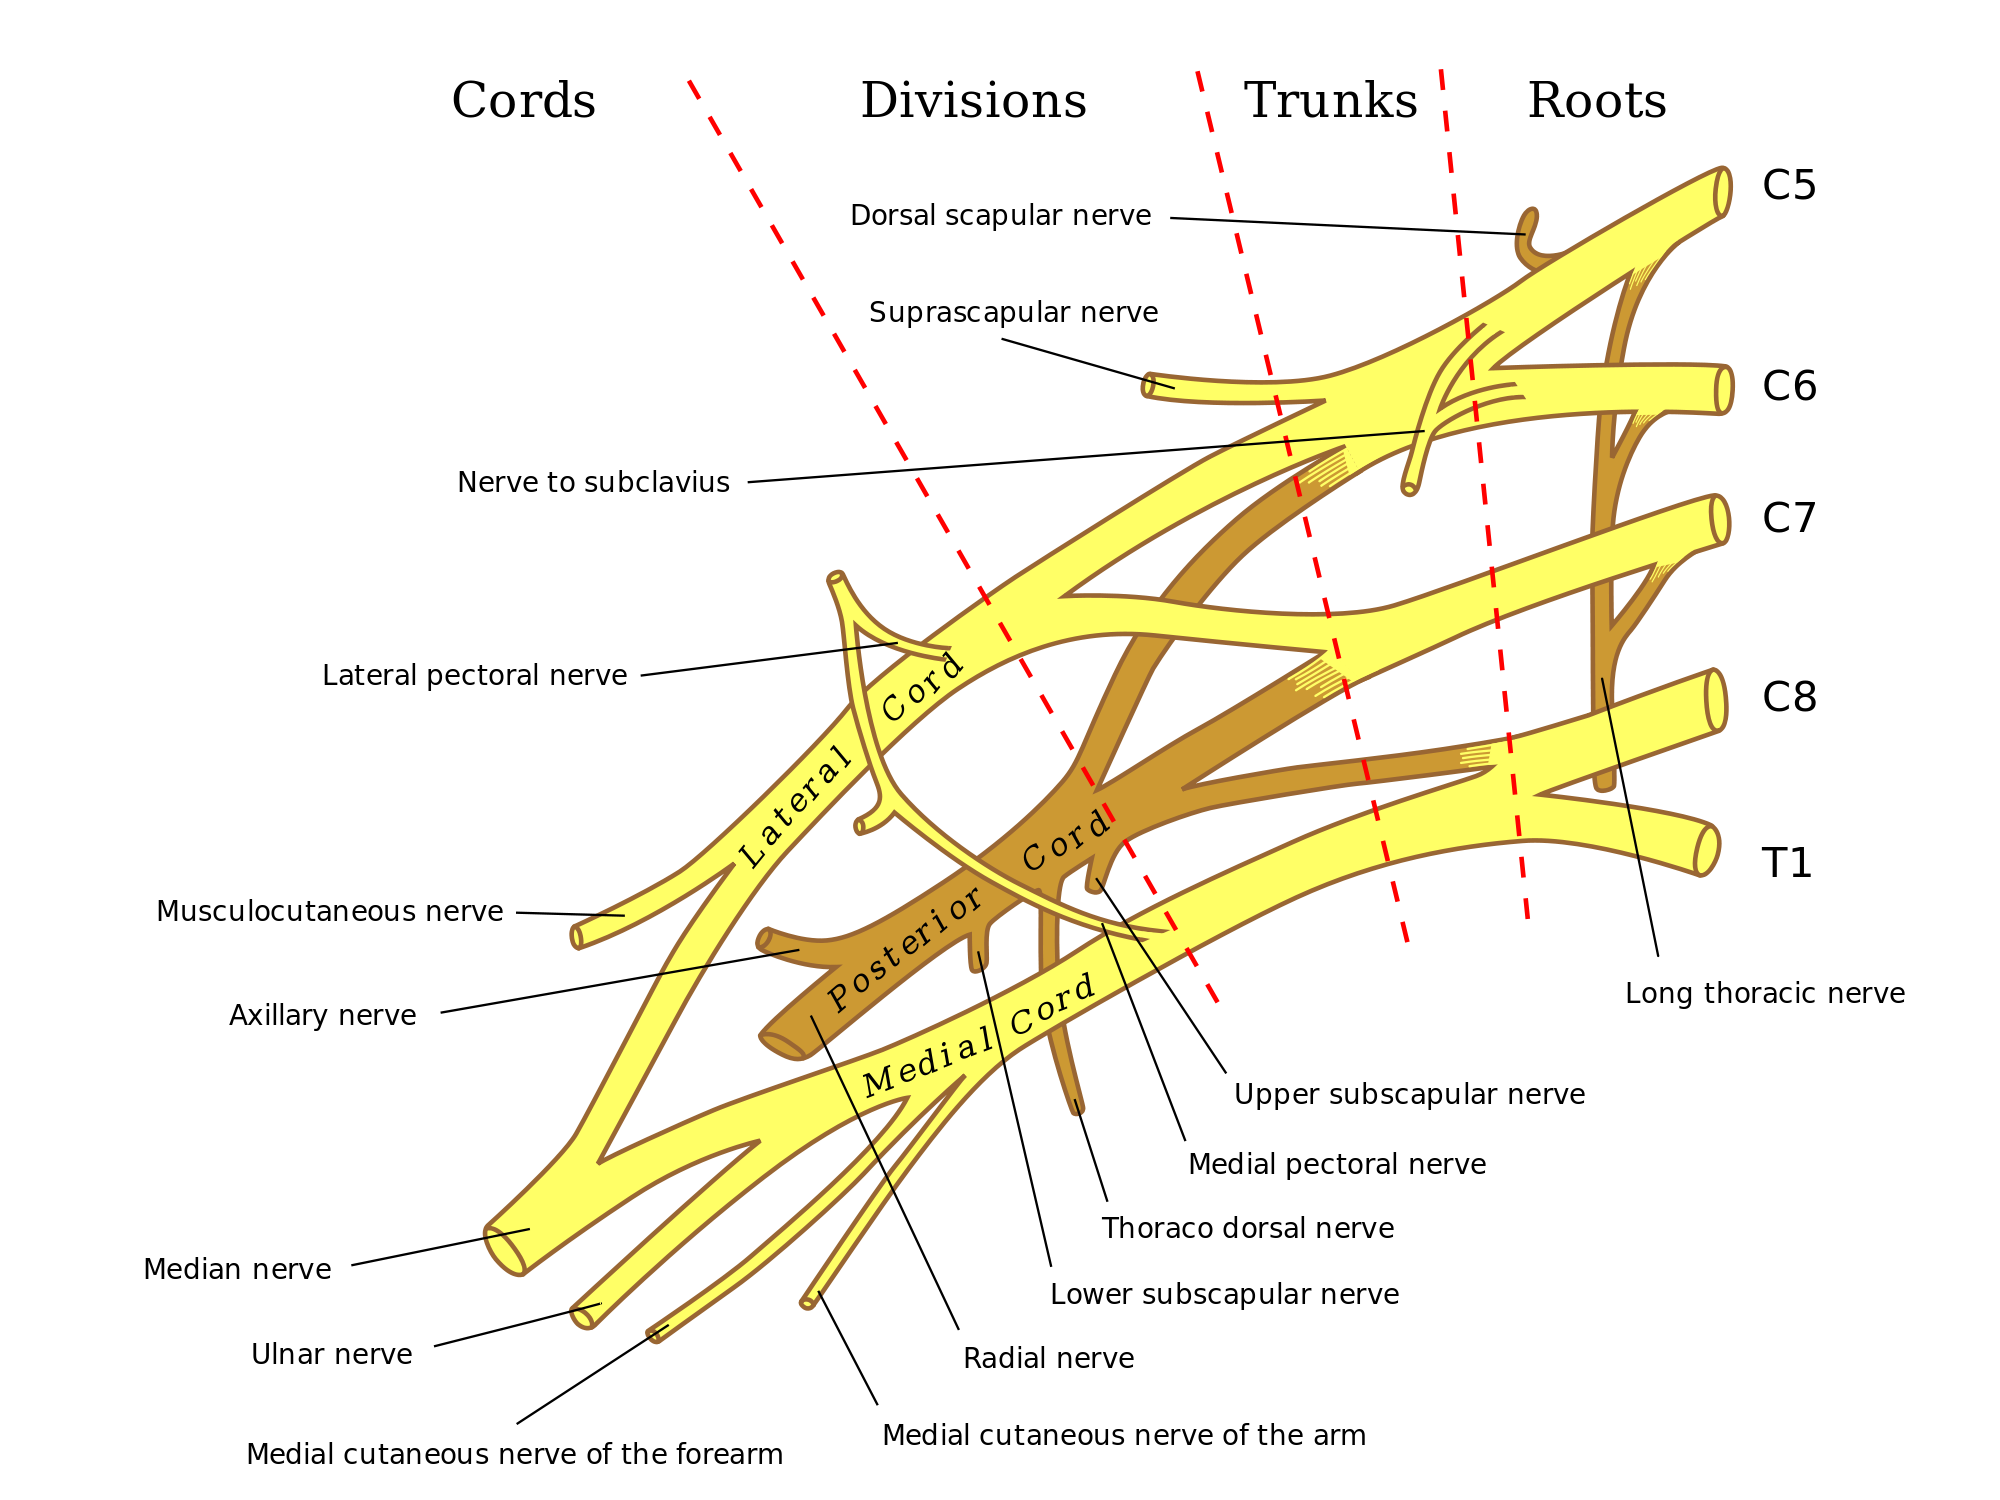 Cords
Divisions
Trunks
Roots
C5
Dorsal scapular nerve
Suprascapular nerve
C6
Nerve to subclavius
C7
Lateral pectoral nerve
C8
Lateral Cord
Posterior Cord
Medial Cord
T1
Musculocutaneous nerve
Axillary nerve
Long thoracic nerve
Upper subscapular nerve
Medial pectoral nerve
Thoraco dorsal nerve
Median nerve
Lower subscapular nerve
Ulnar nerve
Radial nerve
Medial cutaneous nerve of the arm
Medial cutaneous nerve of the forearm